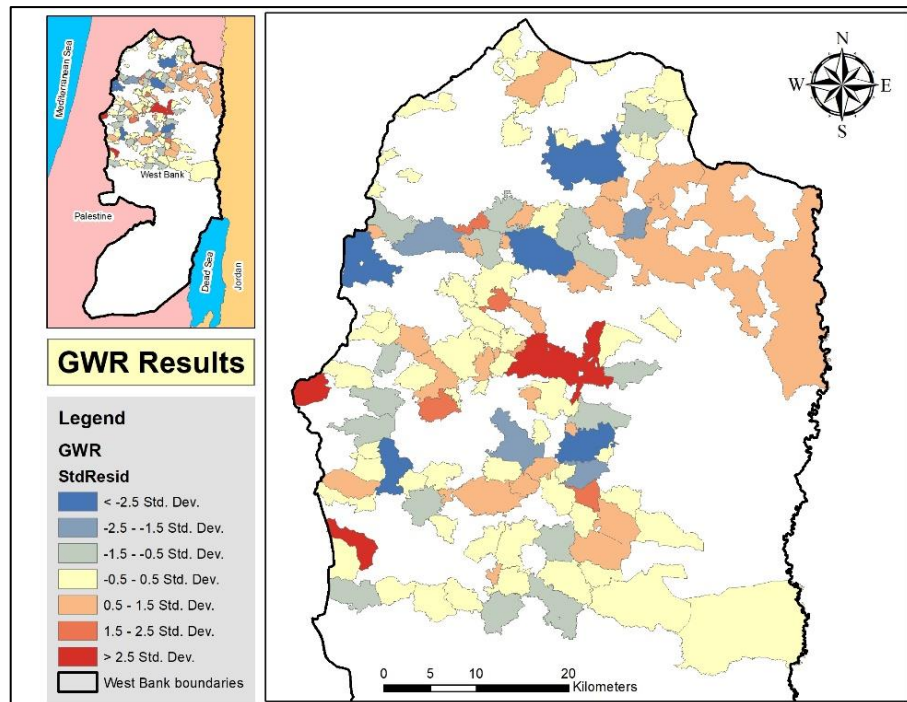 Mediterranean Sea
West Bank
Palestine
Dead Sea
Jordan
GWR Results
Legend
GWR
StdResid
< -2.5 Std. Dev.
-2.5 - -1.5 Std. Dev.
-1.5 - -0.5 Std. Dev.
-0.5 - 0.5 Std. Dev.
0.5 - 1.5 Std. Dev.
1.5 - 2.5 Std. Dev.
> 2.5 Std. Dev.
West Bank boundaries
N
W E
S
0 5 10 20
Kilometers